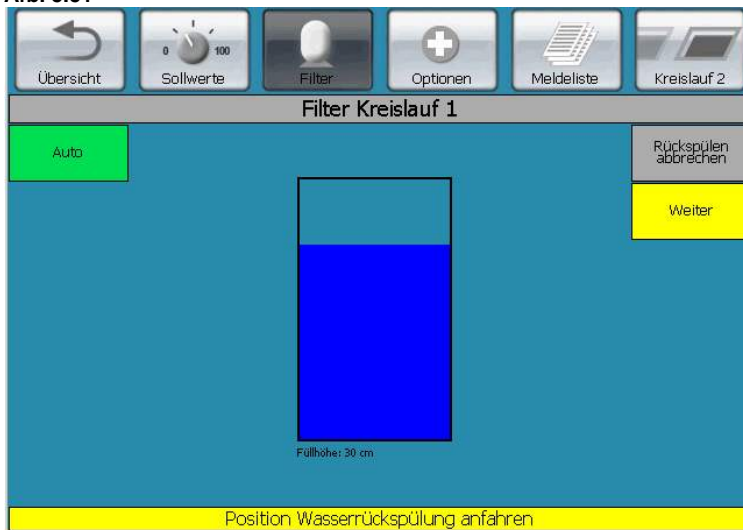 Übersicht
0 100
Sollwerte
Filter
Optionen
Meldeliste
Kreislauf 2
Filter Kreislauf 1
Auto
Rückspülen
abbrechen
Weiter
Füllhöhe: 30 cm
Position Wasserrückspülung anfahren